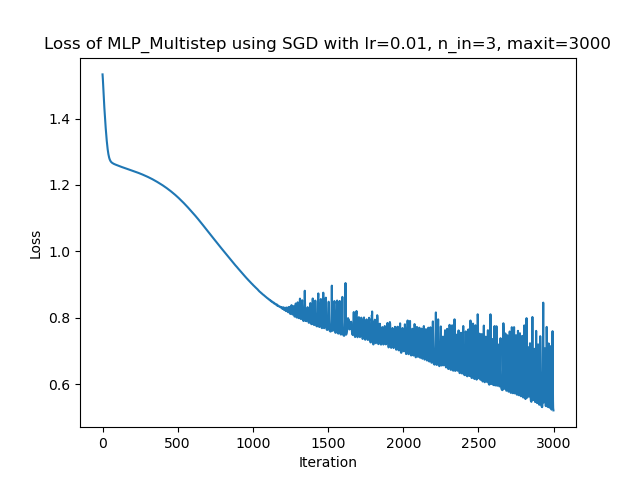 Loss of MLP_Multistep using SGD with lr=0.01, n_in=3, maxit=3000
1.4
1.2
1.0
0.8
0.6
Loss
0 500 1000 1500 2000 2500 3000
Iteration